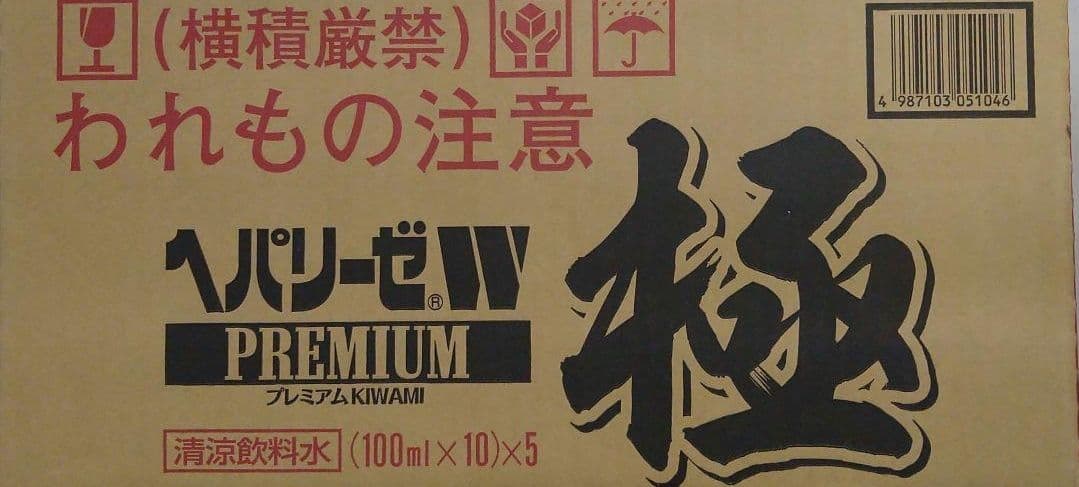 (横積厳禁)
われもの注意
4 987103 051046
ヘパリーゼ®W
極
PREMIUM
プレミアムKIWAMI
清涼飲料水 (100ml×10)×5